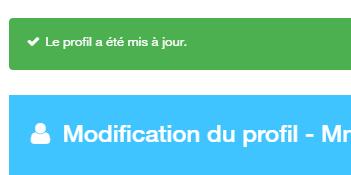 Le profil a été mis à jour.
Modification du profil -